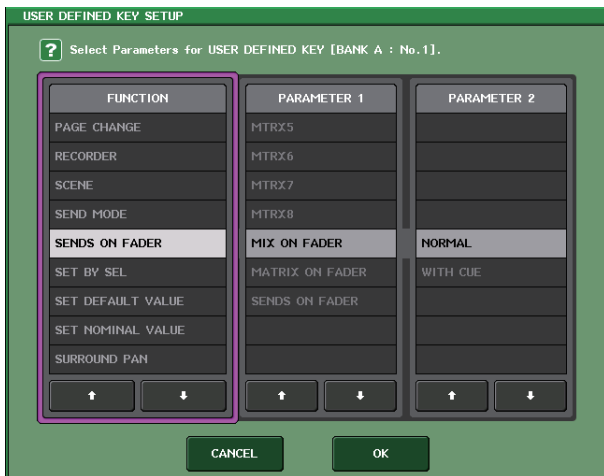 USER DEFINED KEY SETUP
? Select Parameters for USER DEFINED KEY [BANK A : No.1].
FUNCTION
PAGE CHANGE
RECORDER
SCENE
SEND MODE
SENDS ON FADER
SET BY SEL
SET DEFAULT VALUE
SET NOMINAL VALUE
SURROUND PAN
PARAMETER 1
MTRX5
MTRX6
MTRX7
MTRX8
MIX ON FADER
MATRIX ON FADER
SENDS ON FADER
PARAMETER 2
NORMAL
WITH CUE
CANCEL
OK